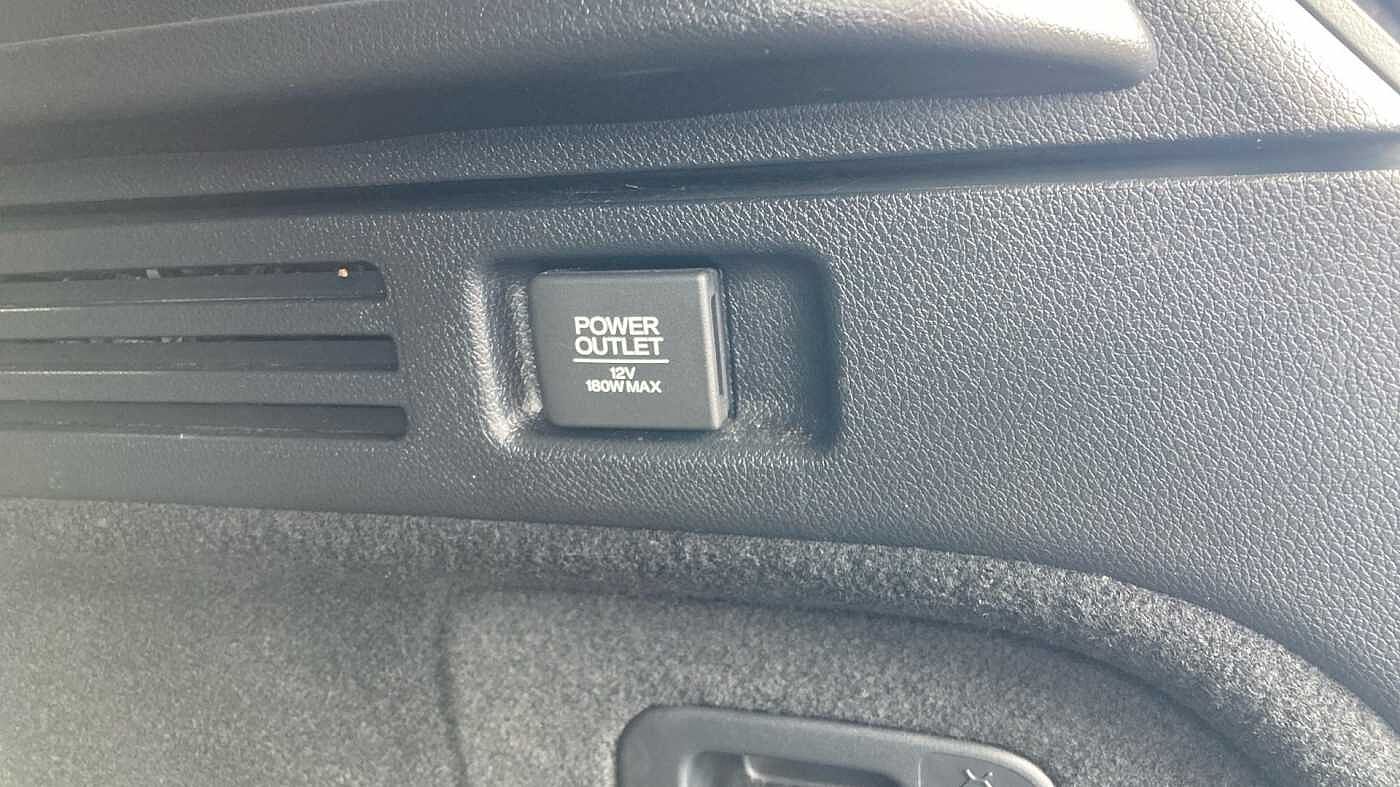 POWER
OUTLET
12V
180W MAX